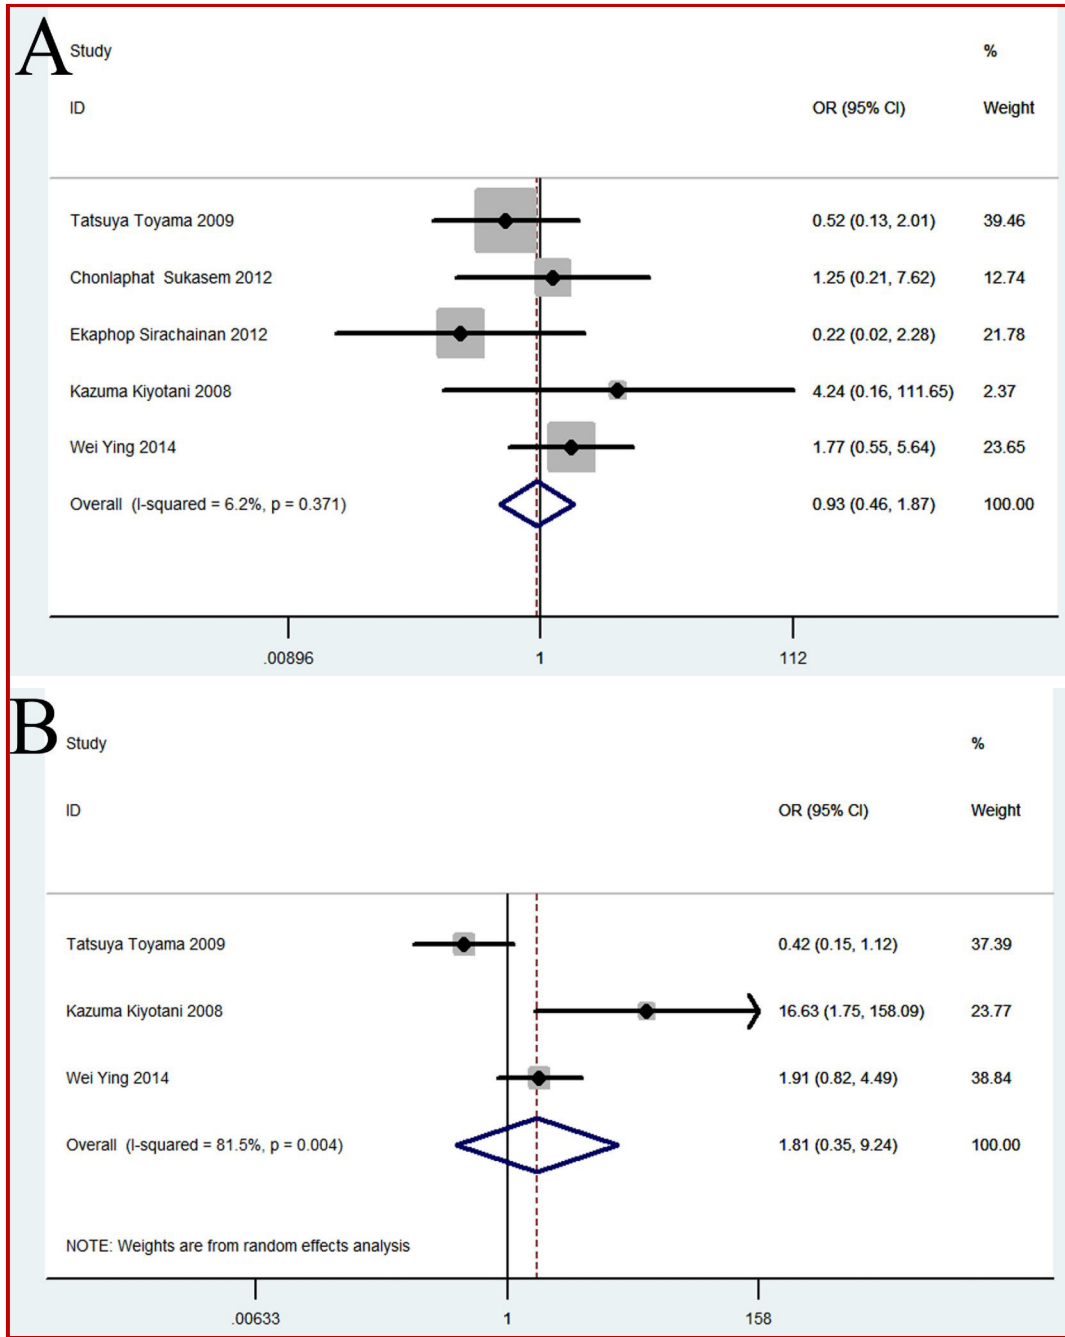 A
Study %
ID OR (95% CI) Weight
Tatsuya Toyama 2009 0.52 (0.13, 2.01) 39.46
Chonlaphat Sukasem 2012 1.25 (0.21, 7.62) 12.74
Ekaphop Sirachainan 2012 0.22 (0.02, 2.28) 21.78
Kazuma Kiyotani 2008 4.24 (0.16, 111.65) 2.37
Wei Ying 2014 1.77 (0.55, 5.64) 23.65
Overall (I-squared = 6.2%, p = 0.371) 0.93 (0.46, 1.87) 100.00
.00896 1 112
B
Study %
ID OR (95% CI) Weight
Tatsuya Toyama 2009 0.42 (0.15, 1.12) 37.39
Kazuma Kiyotani 2008 16.63 (1.75, 158.09) 23.77
Wei Ying 2014 1.91 (0.82, 4.49) 38.84
Overall (I-squared = 81.5%, p = 0.004) 1.81 (0.35, 9.24) 100.00
NOTE: Weights are from random effects analysis
.00633 1 158